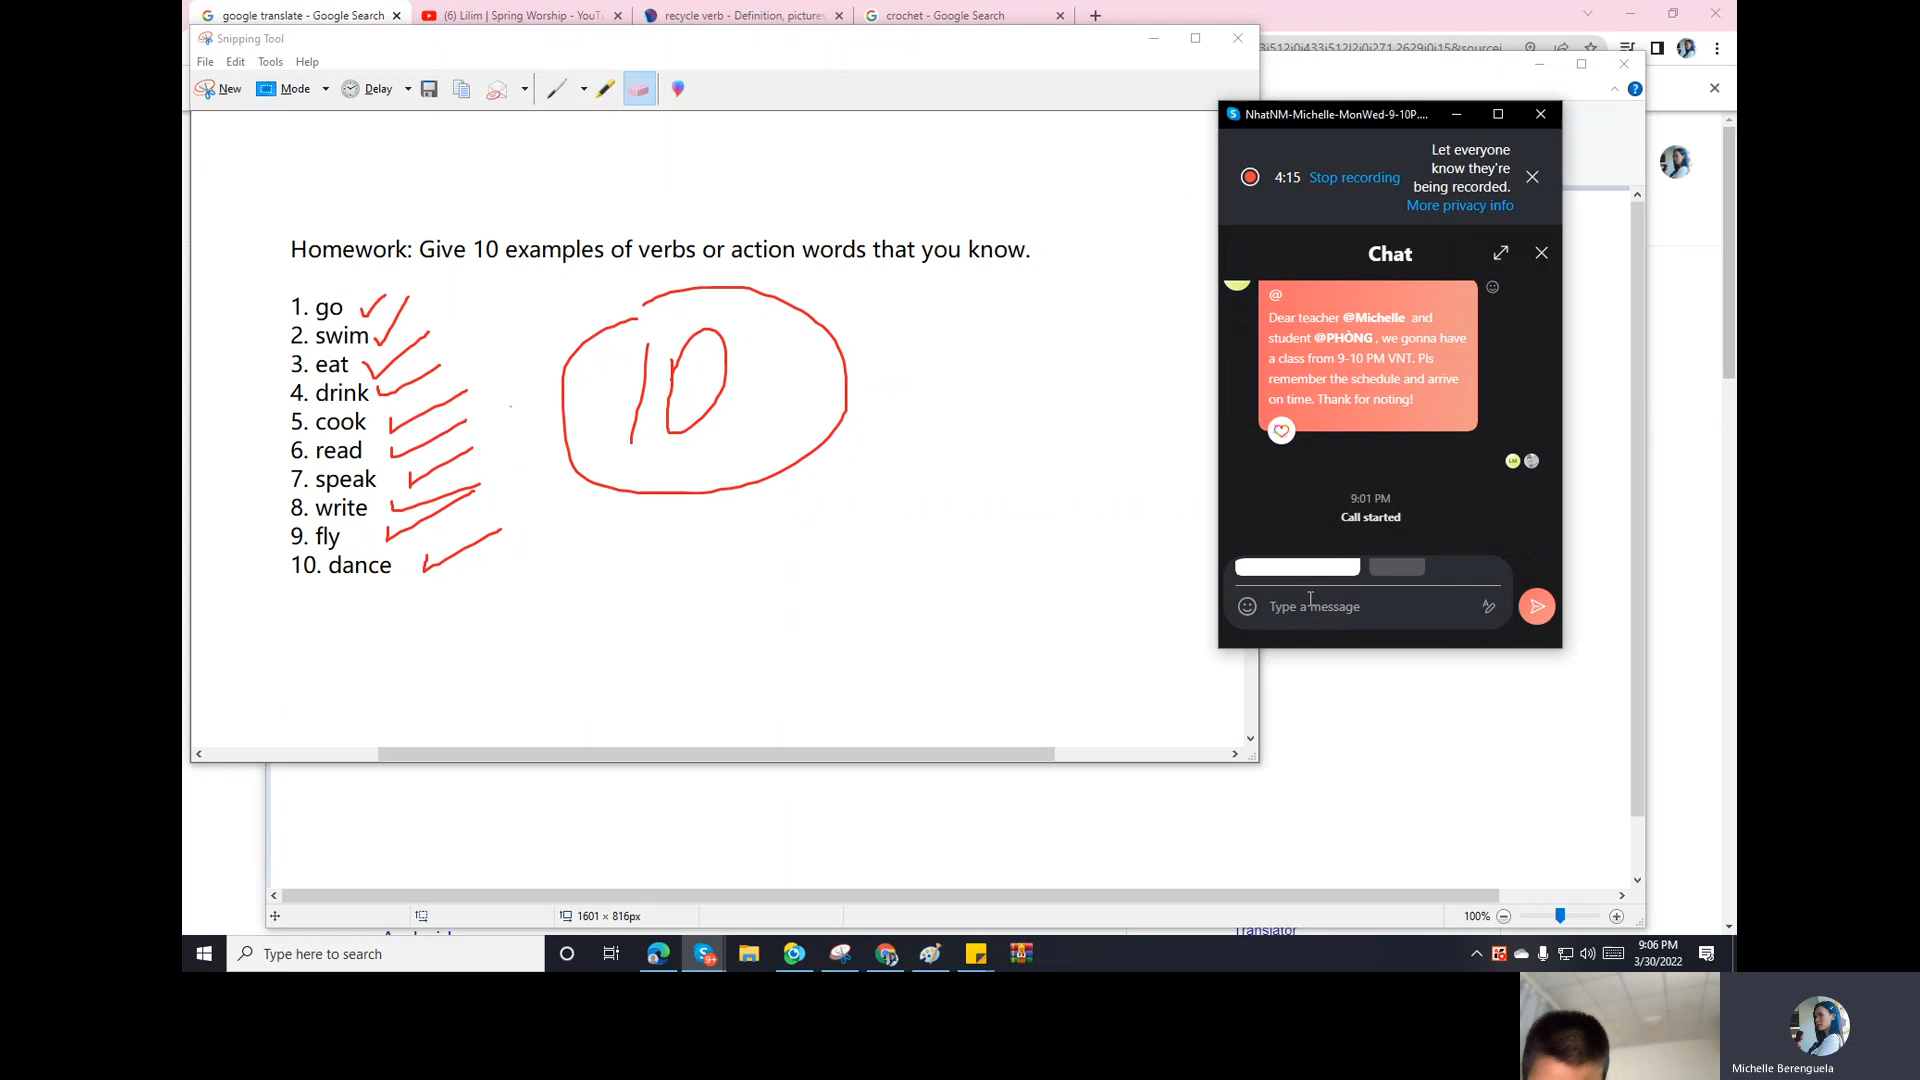 google translate - Google Search
(6) Lilim | Spring Worship - YouTu
recycle verb - Definition, pictures
crochet - Google Search
Snipping Tool
File Edit Tools Help
New Mode Delay
NhatNM-Michelle-MonWed-9-10P....
Let everyone
know they're
being recorded.
4:15 Stop recording
More privacy info
Chat
@
Dear teacher @Michelle and
student @PHÒNG , we gonna have
a class from 9-10 PM VNT. Pls
remember the schedule and arrive
on time. Thank for noting!
LM
9:01 PM
Call started
Type a message
Homework: Give 10 examples of verbs or action words that you know.
1. go
2. swim
3. eat
4. drink
5. cook
6. read
7. speak
8. write
9. fly
10. dance
10
1601 × 816px
100%
Translator
Type here to search
9+
9:06 PM
3/30/2022
Michelle Berenguela